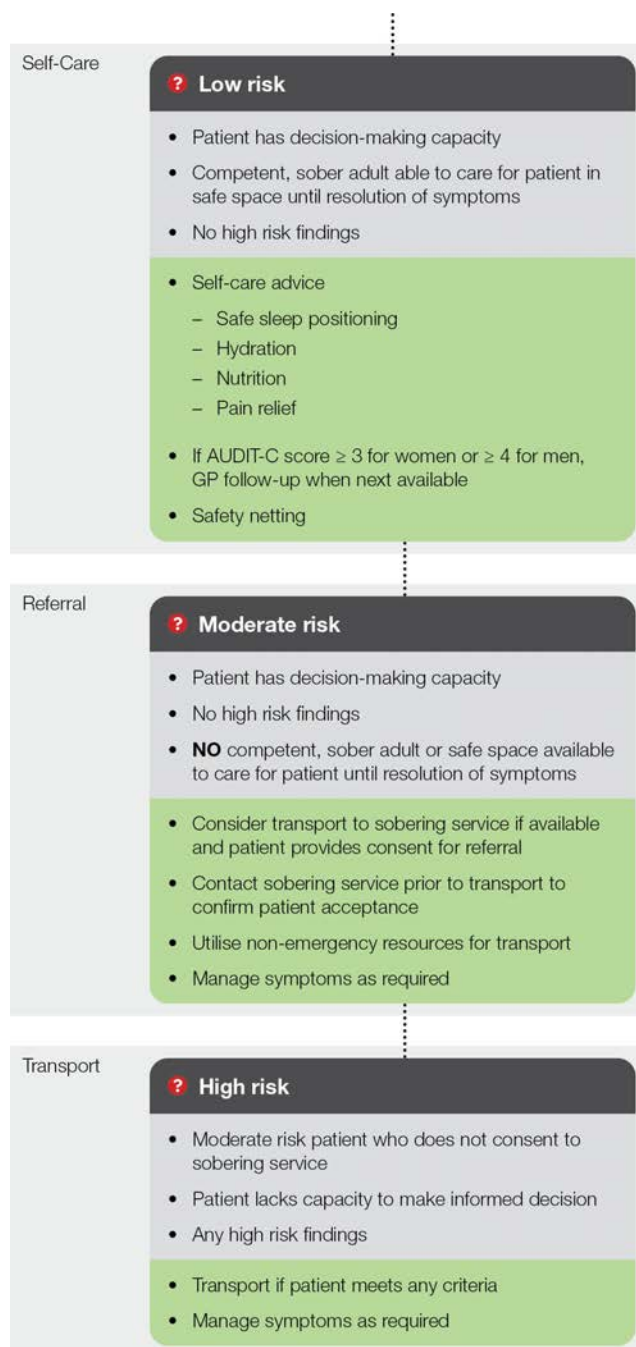 Self-Care
? Low risk
• Patient has decision-making capacity
• Competent, sober adult able to care for patient in
safe space until resolution of symptoms
• No high risk findings
• Self-care advice
– Safe sleep positioning
– Hydration
– Nutrition
– Pain relief
• If AUDIT-C score ≥ 3 for women or ≥ 4 for men,
GP follow-up when next available
• Safety netting
Referral
? Moderate risk
• Patient has decision-making capacity
• No high risk findings
• NO competent, sober adult or safe space available
to care for patient until resolution of symptoms
• Consider transport to sobering service if available
and patient provides consent for referral
• Contact sobering service prior to transport to
confirm patient acceptance
• Utilise non-emergency resources for transport
• Manage symptoms as required
Transport
? High risk
• Moderate risk patient who does not consent to
sobering service
• Patient lacks capacity to make informed decision
• Any high risk findings
• Transport if patient meets any criteria
• Manage symptoms as required